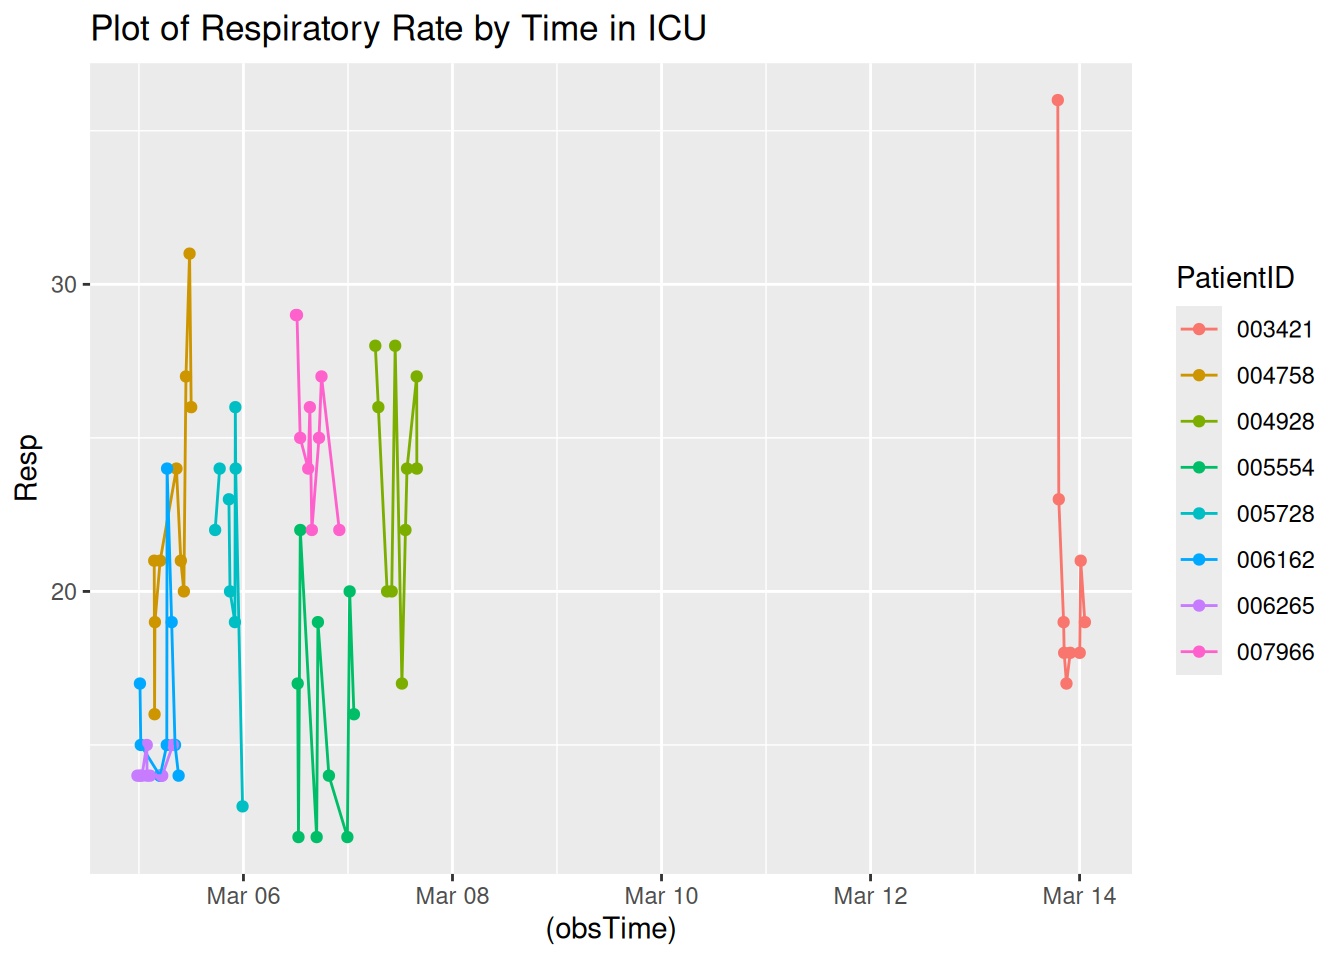 Plot of Respiratory Rate by Time in ICU
Resp
30
20
Mar 06
Mar 08
Mar 10
Mar 12
Mar 14
(obsTime)
PatientID
003421
004758
004928
005554
005728
006162
006265
007966